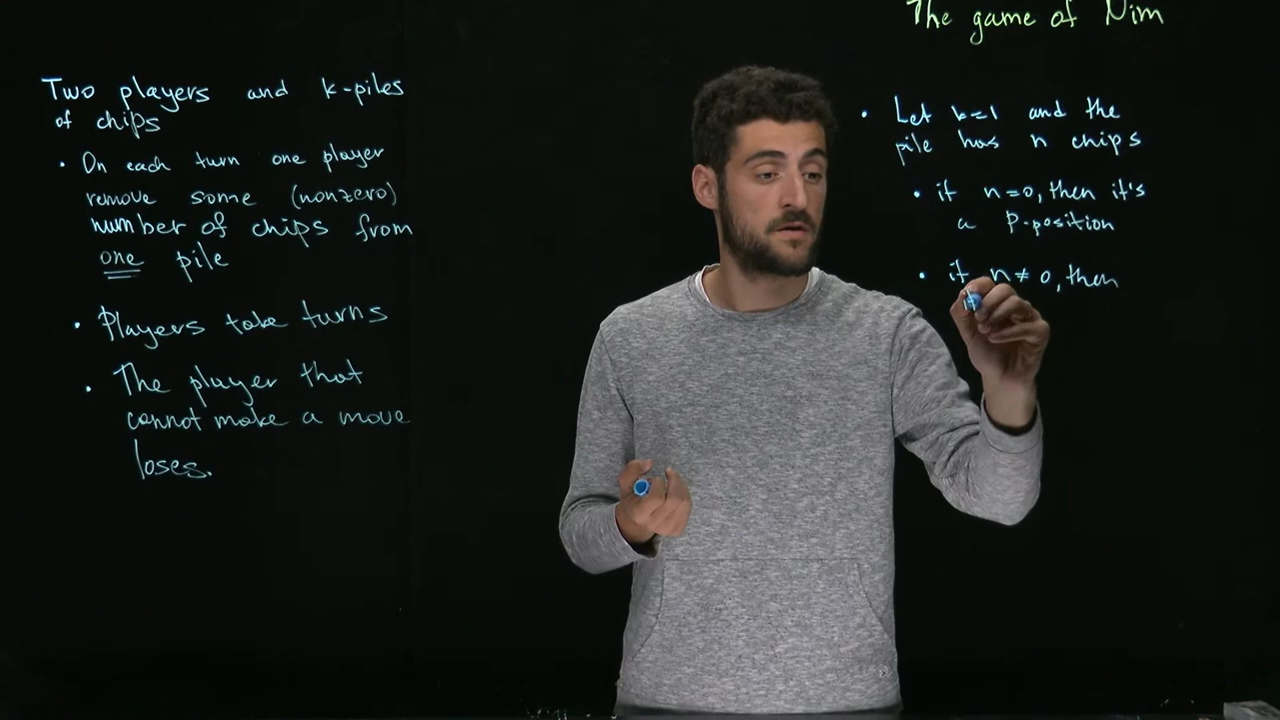 The game of Nim
Two players and k-piles
of chips
• On each turn one player
remove some (nonzero)
number of chips from
one pile
• Players take turns
• The player that
cannot make a move
loses.
• Let k=1 and the
pile has n chips
• if n=0, then it's
a P-position
• if n≠0, then